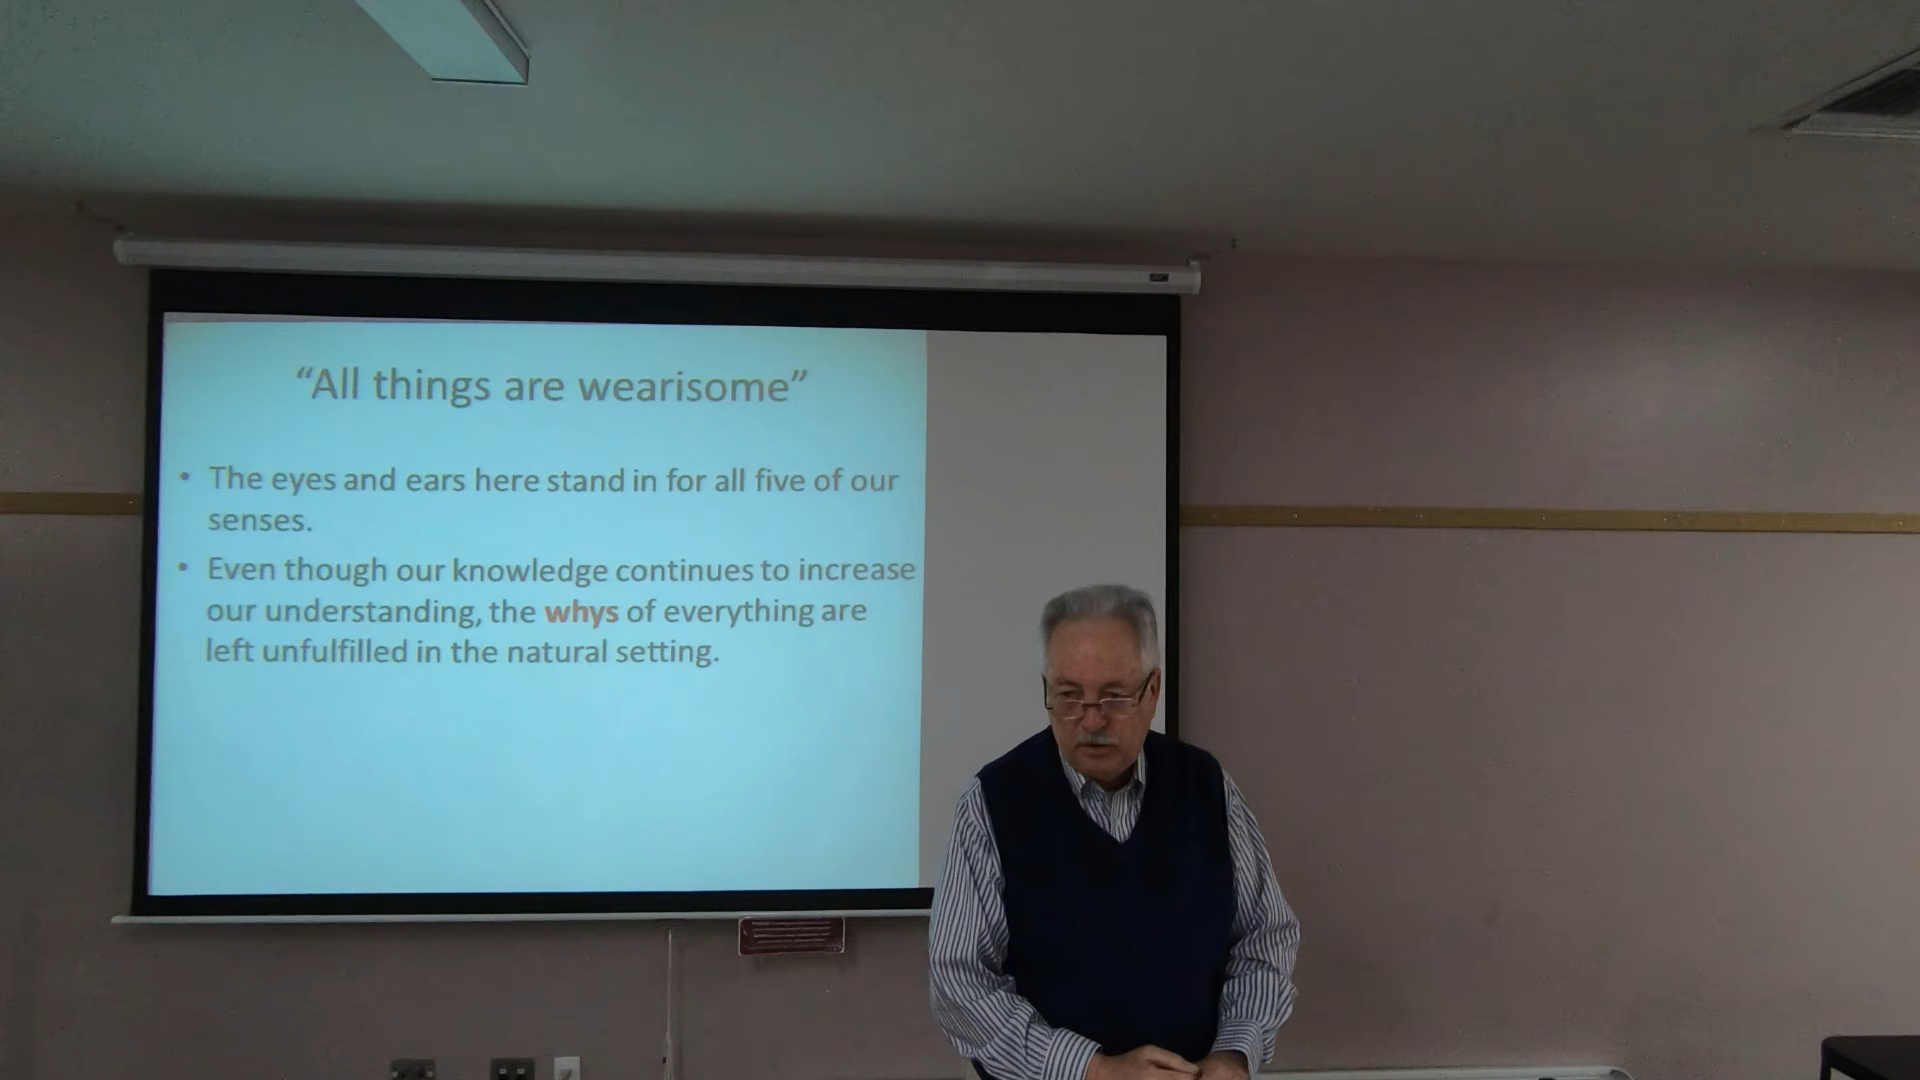 “All things are wearisome”
• The eyes and ears here stand in for all five of our
senses.
• Even though our knowledge continues to increase
our understanding, the whys of everything are
left unfulfilled in the natural setting.